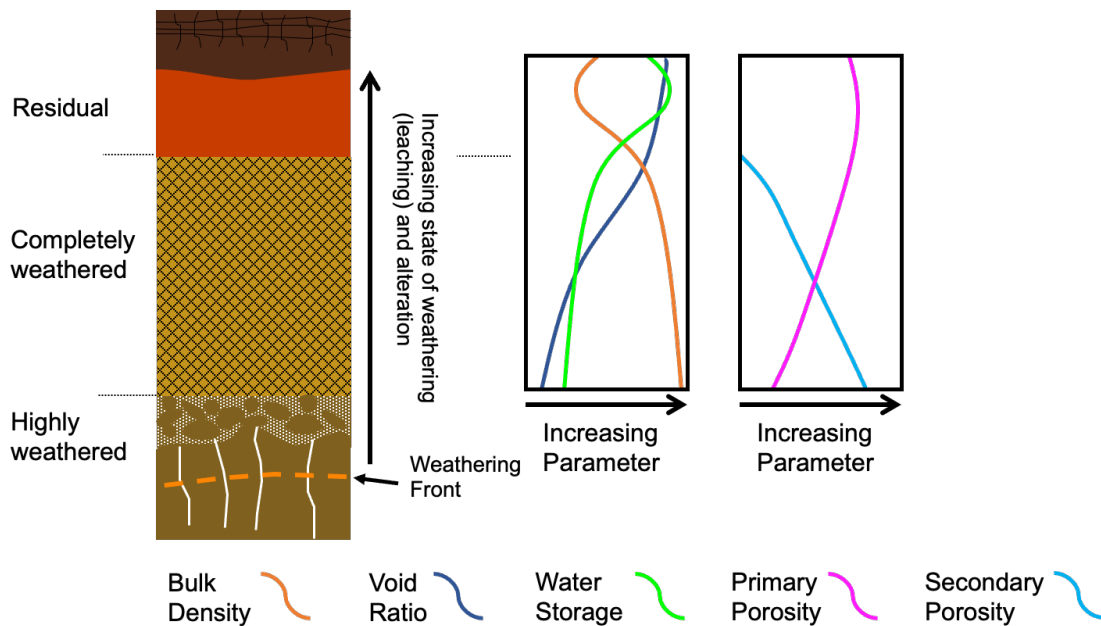 Residual
Completely
weathered
Highly
weathered
Increasing state of weathering
(leaching) and alteration
Weathering
Front
Increasing
Parameter
Increasing
Parameter
Bulk
Density
Void
Ratio
Water
Storage
Primary
Porosity
Secondary
Porosity